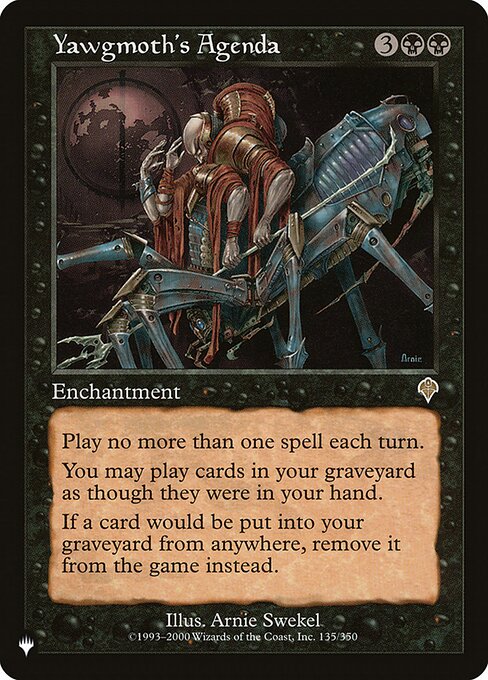 Yawgmoth's Agenda 3
Arnie
Enchantment
Play no more than one spell each turn.
You may play cards in your graveyard
as though they were in your hand.
If a card would be put into your
graveyard from anywhere, remove it
from the game instead.
Illus. Arnie Swekel
©1993–2000 Wizards of the Coast, Inc. 135/350